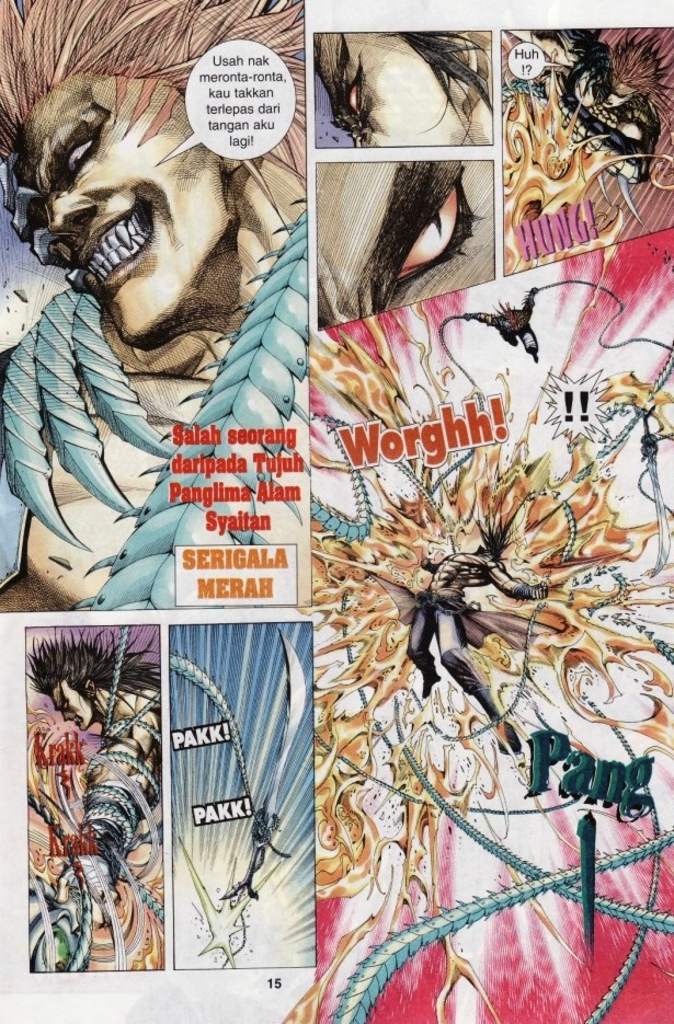 Usah nak
meronta-ronta,
kau takkan
terlepas dari
tangan aku
lagi!
Salah seorang
daripada Tujuh
Panglima Alam
Syaitan
SERIGALA
MERAH
Huh
!?
HUNG!
Worghh!
!!
Pang
!
Krakk
!
Krakk
!
PAKK!
PAKK!
15